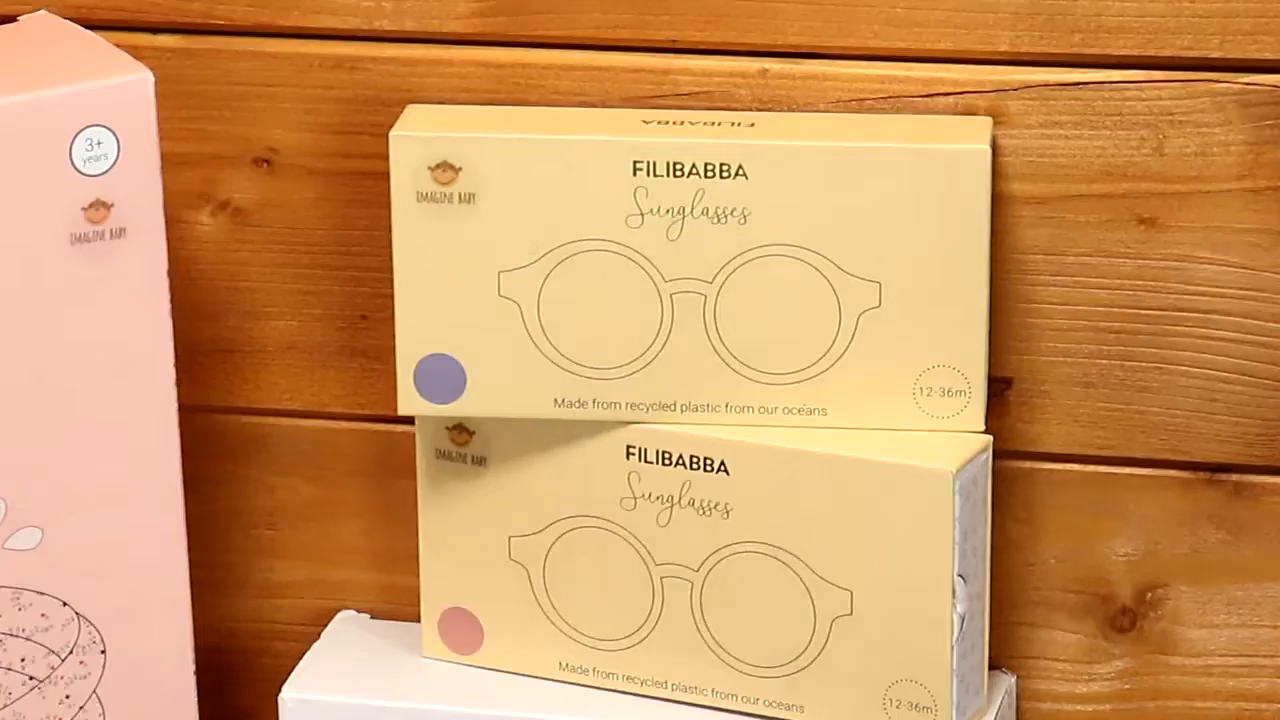 3+
years
IMAGINE BABY
FILIBABBA
IMAGINE BABY
FILIBABBA
Sunglasses
Made from recycled plastic from our oceans
12-36m
IMAGINE BABY
FILIBABBA
Sunglasses
Made from recycled plastic from our oceans
12-36m